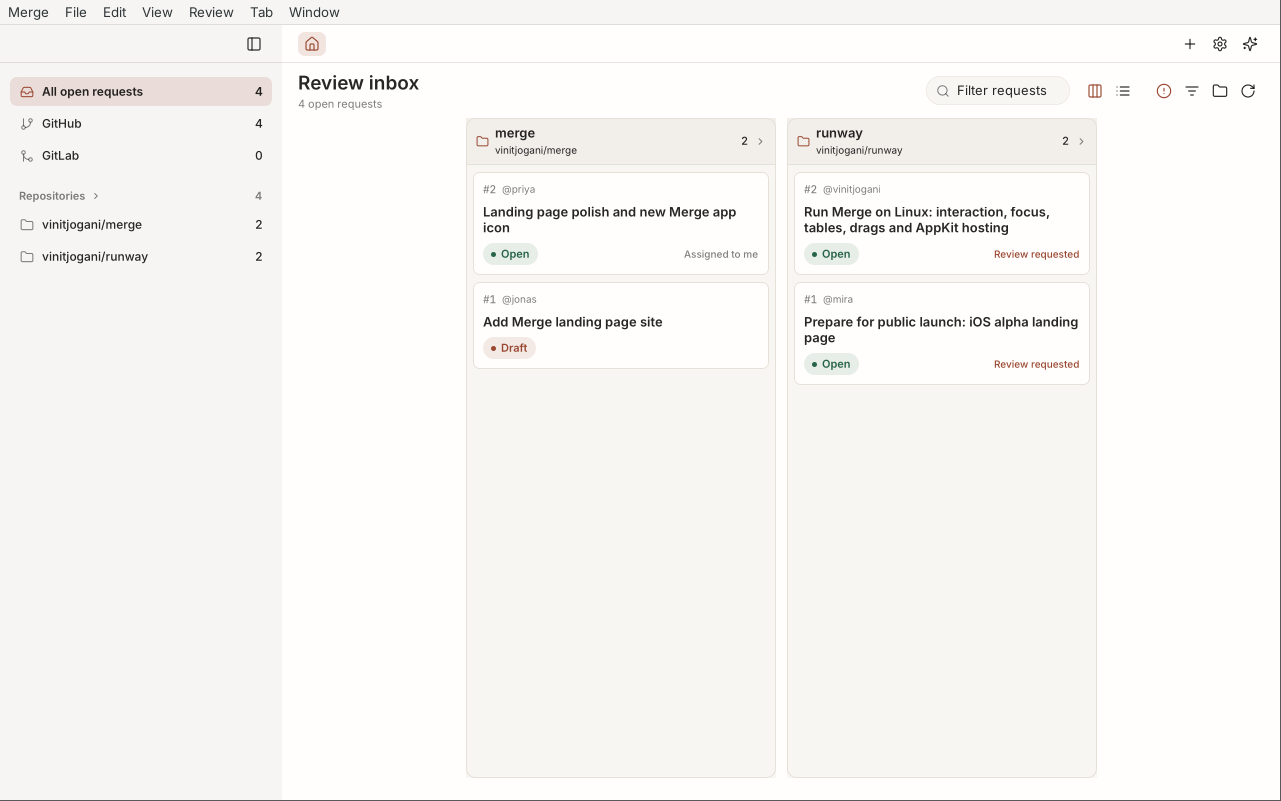 Merge File Edit View Review Tab Window
All open requests 4
GitHub 4
GitLab 0
Repositories 4
vinitjogani/merge 2
vinitjogani/runway 2
Review inbox
4 open requests
Filter requests
merge
vinitjogani/merge
2
#2 @priya
Landing page polish and new Merge app
icon
Open Assigned to me
#1 @jonas
Add Merge landing page site
Draft
runway
vinitjogani/runway
2
#2 @vinitjogani
Run Merge on Linux: interaction, focus,
tables, drags and AppKit hosting
Open Review requested
#1 @mira
Prepare for public launch: iOS alpha landing
page
Open Review requested